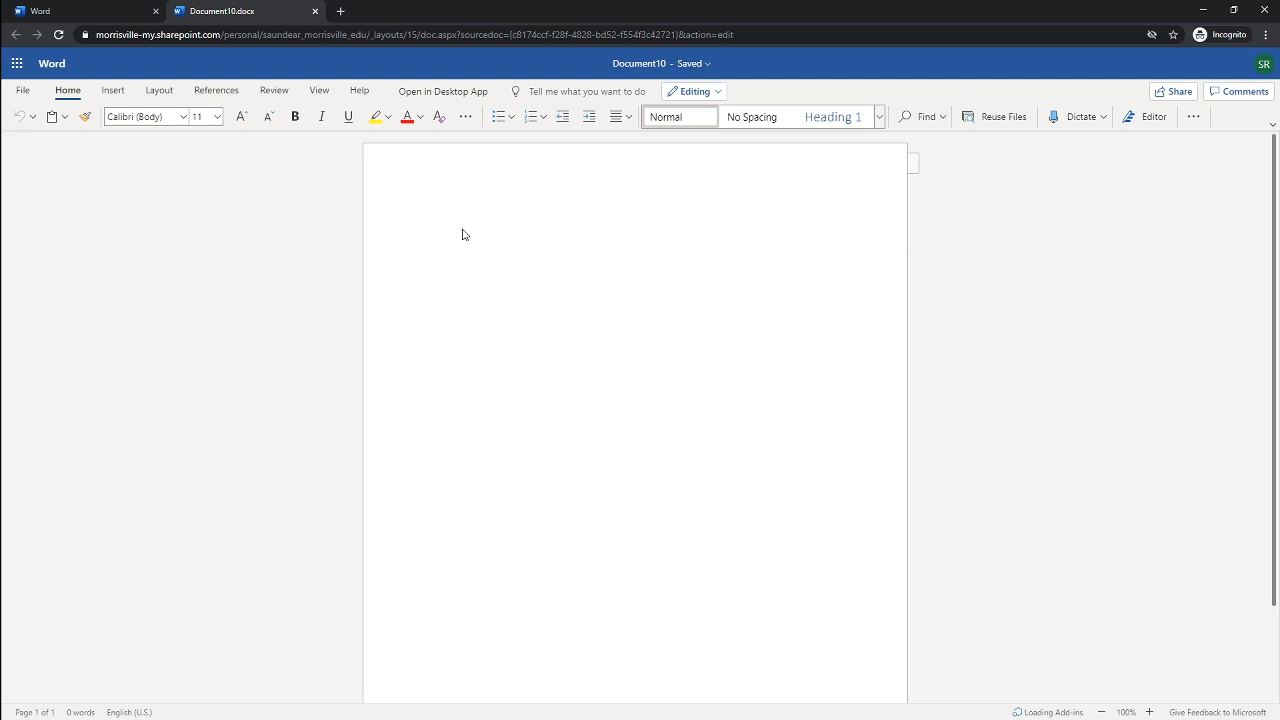 Word
Document10.docx
morrisville-my.sharepoint.com/personal/saundear_morrisville_edu/_layouts/15/doc.aspx?sourcedoc={c8174ccf-f28f-4828-bd52-f554f3c42721}&action=edit
Incognito
Word
Document10 - Saved
SR
File Home Insert Layout References Review View Help Open in Desktop App Tell me what you want to do Editing Share Comments
Calibri (Body) 11 A A B I U A A Normal No Spacing Heading 1 Find Reuse Files Dictate Editor
Page 1 of 1 0 words English (U.S.) Loading Add-ins 100% Give Feedback to Microsoft